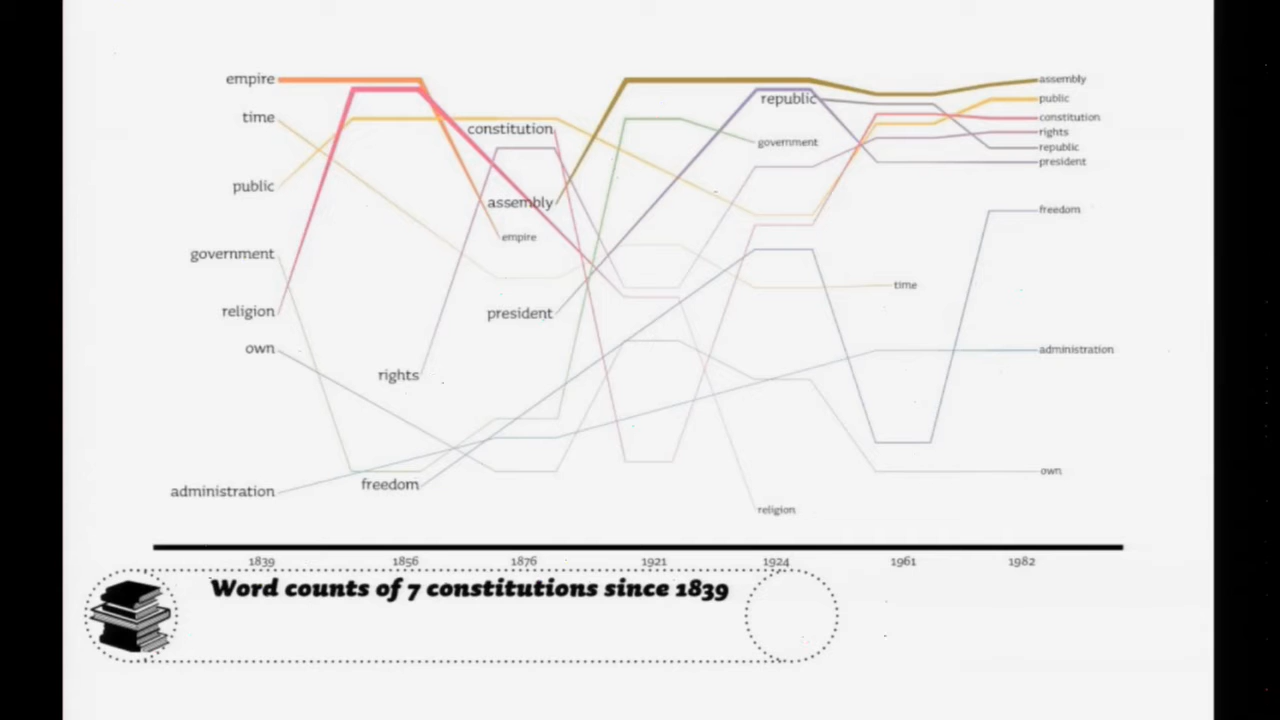 empire
time
public
government
religion
own
administration
rights
freedom
constitution
assembly
empire
president
republic
government
time
religion
assembly
public
constitution
rights
republic
president
freedom
administration
own
1839 1856 1876 1921 1924 1961 1982
Word counts of 7 constitutions since 1839